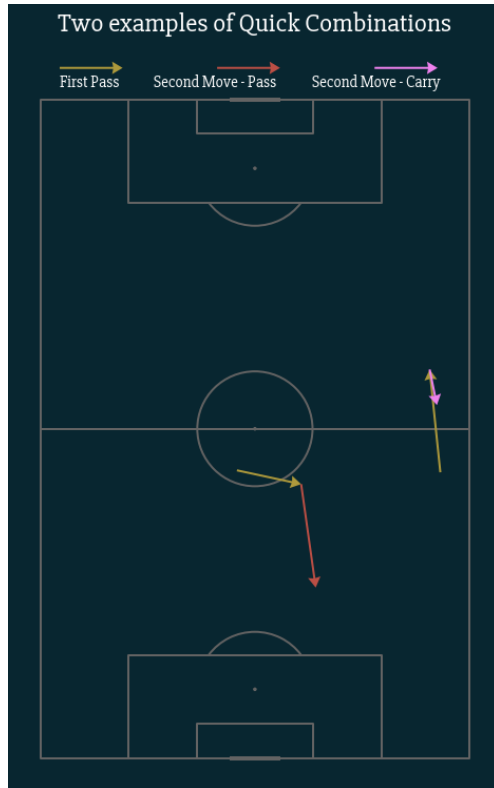 Two examples of Quick Combinations
First Pass
Second Move - Pass
Second Move - Carry